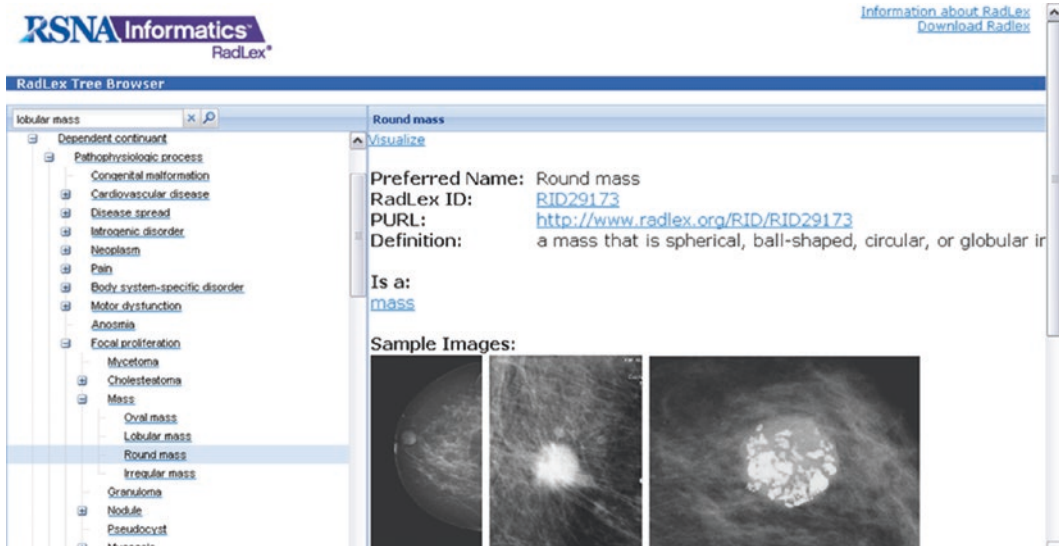 RSNA Informatics™
RadLex®
Information about RadLex
Download Radlex
RadLex Tree Browser
lobular mass
Dependent continuant
Pathophysiologic process
Congenital malformation
Cardiovascular disease
Disease spread
Iatrogenic disorder
Neoplasm
Pain
Body system-specific disorder
Motor dysfunction
Anosmia
Focal proliferation
Mycetoma
Cholesteatoma
Mass
Oval mass
Lobular mass
Round mass
Irregular mass
Granuloma
Nodule
Pseudocyst
Round mass
Visualize
Preferred Name: Round mass
RadLex ID: RID29173
PURL: http://www.radlex.org/RID/RID29173
Definition: a mass that is spherical, ball-shaped, circular, or globular ir
Is a:
mass
Sample Images: